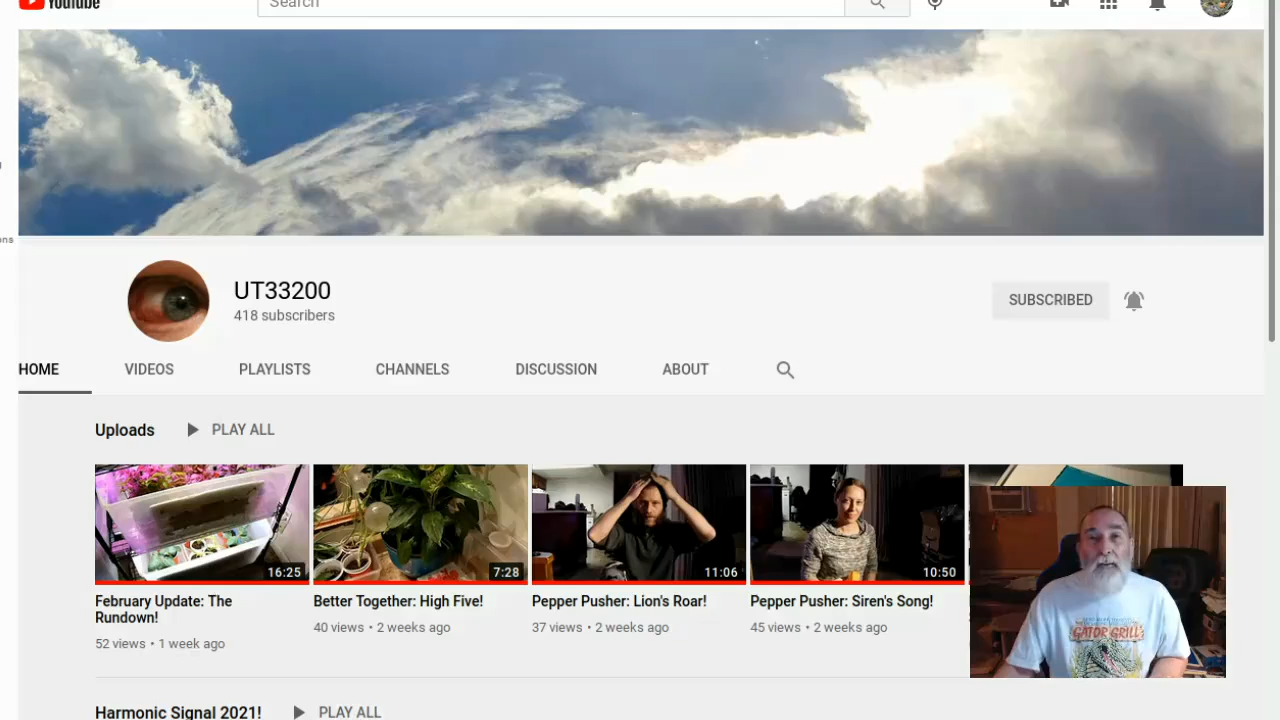 YouTube
Search
ons
UT33200
418 subscribers
SUBSCRIBED
HOME
VIDEOS
PLAYLISTS
CHANNELS
DISCUSSION
ABOUT
Uploads
PLAY ALL
16:25
7:28
11:06
10:50
February Update: The
Rundown!
52 views • 1 week ago
Better Together: High Five!
40 views • 2 weeks ago
Pepper Pusher: Lion's Roar!
37 views • 2 weeks ago
Pepper Pusher: Siren's Song!
45 views • 2 weeks ago
GATOR GRILL
Harmonic Signal 2021!
PLAY ALL